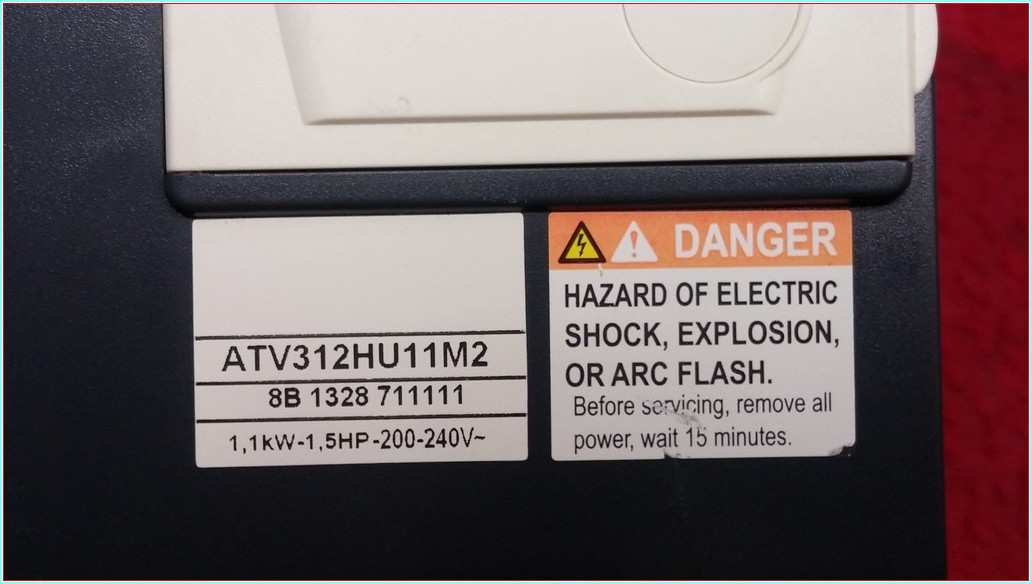 ATV312HU11M2
8B 1328 711111
1,1kW-1,5HP-200-240V~
DANGER
HAZARD OF ELECTRIC
SHOCK, EXPLOSION,
OR ARC FLASH.
Before servicing, remove all
power, wait 15 minutes.